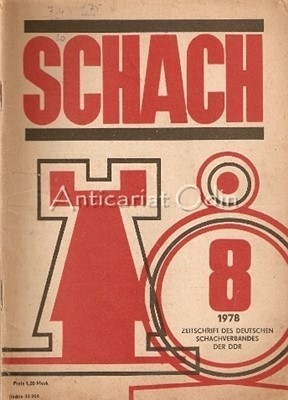 SCHACH
Anticariat Odin
8
1978
ZEITSCHRIFT DES DEUTSCHEN
SCHACHVERBANDES
DER DDR
Preis 1,20 Mark